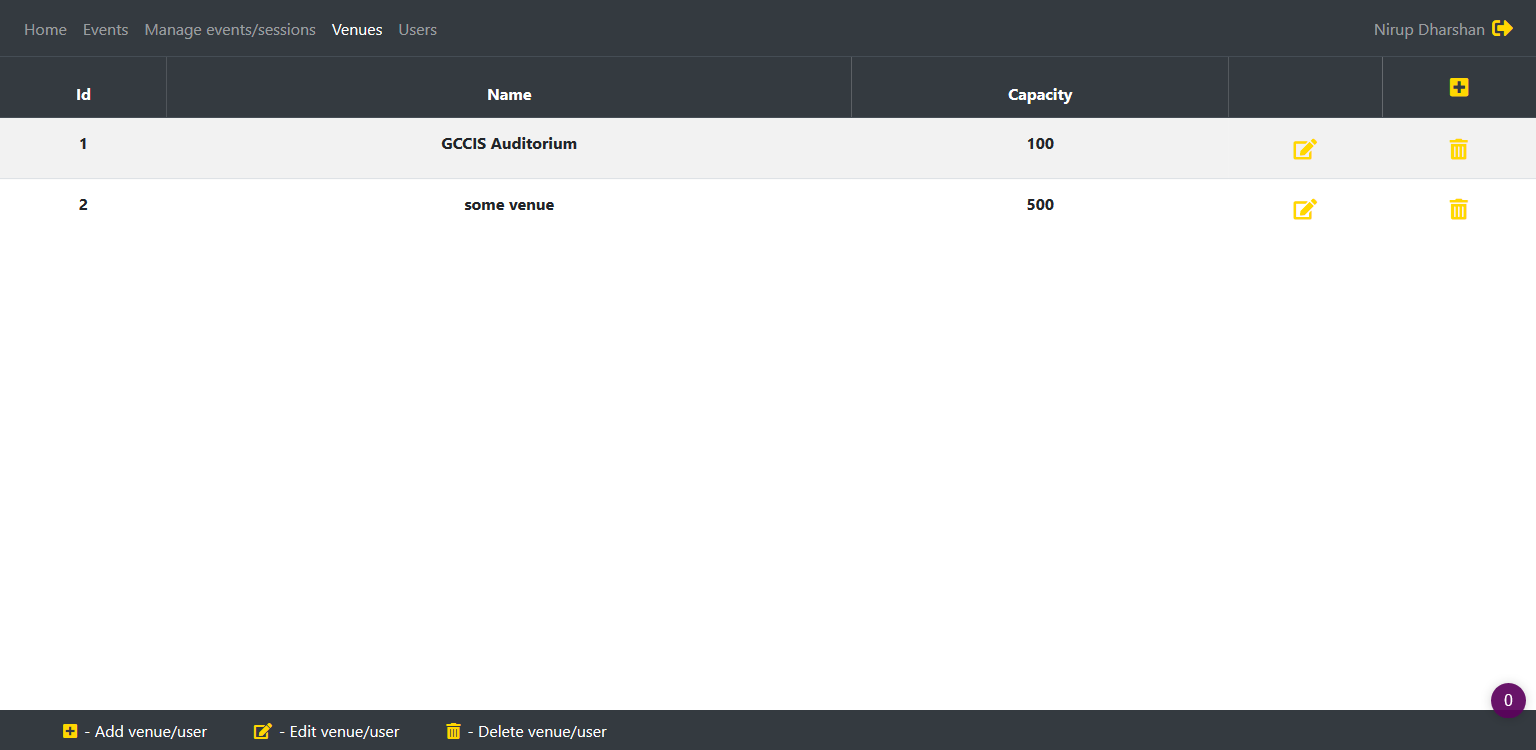 Home Events Manage events/sessions Venues Users Nirup Dharshan
Id Name Capacity
1 GCCIS Auditorium 100
2 some venue 500
0
- Add venue/user - Edit venue/user - Delete venue/user